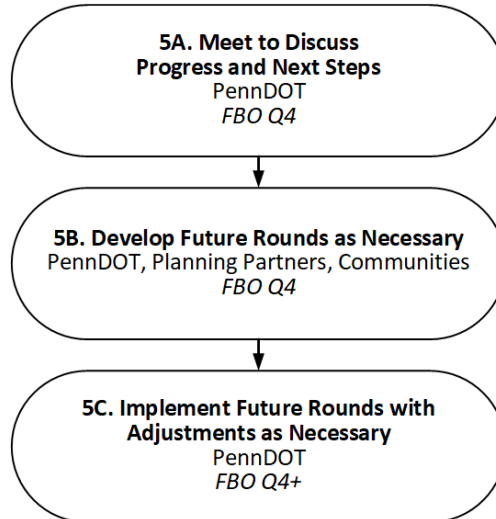 5A. Meet to Discuss
Progress and Next Steps
PennDOT
FBO Q4
5B. Develop Future Rounds as Necessary
PennDOT, Planning Partners, Communities
FBO Q4
5C. Implement Future Rounds with
Adjustments as Necessary
PennDOT
FBO Q4+